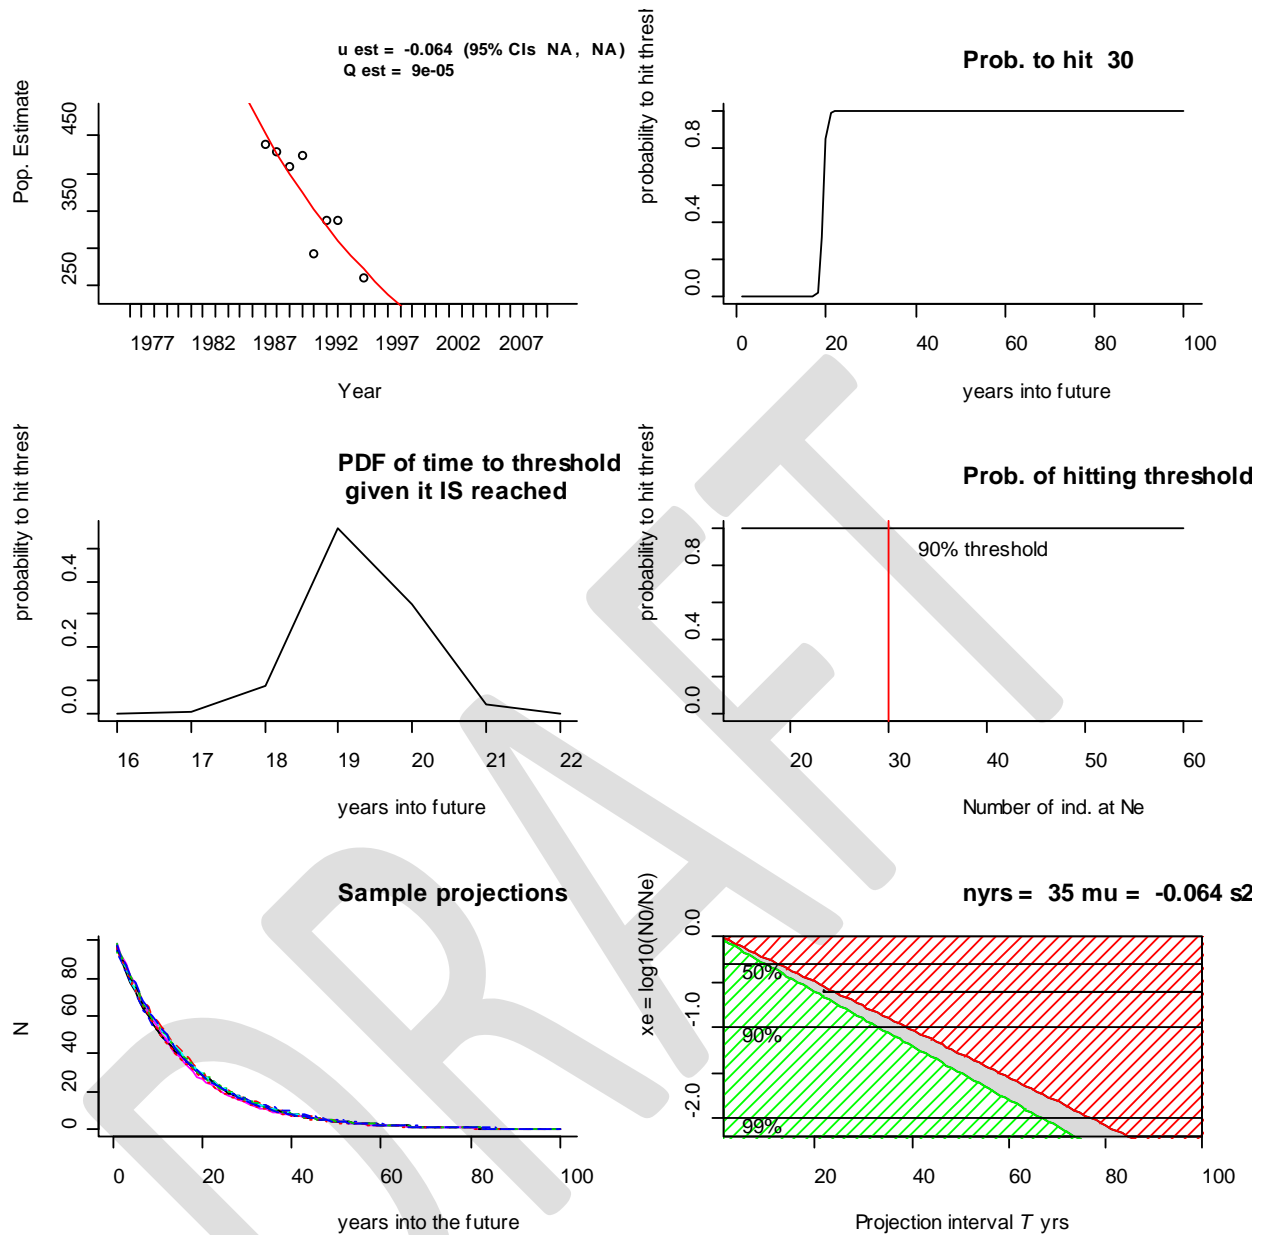 u est = -0.064 (95% CIs NA, NA)
Q est = 9e-05
Pop. Estimate
450
350
250
1977 1982 1987 1992 1997 2002 2007
Year
Prob. to hit 30
probability to hit thresh
0.8
0.4
0.0
0 20 40 60 80 100
years into future
PDF of time to threshold
given it IS reached
probability to hit thresh
0.4
0.2
0.0
16 17 18 19 20 21 22
years into future
Prob. of hitting threshold
probability to hit thresh
0.8
0.4
0.0
90% threshold
20 30 40 50 60
Number of ind. at Ne
Sample projections
N
80
60
40
20
0
0 20 40 60 80 100
years into the future
nyrs = 35 mu = -0.064 s2
xe = log10(N0/Ne)
0.0
-1.0
-2.0
50%
90%
99%
20 40 60 80 100
Projection interval T yrs
DRAFT